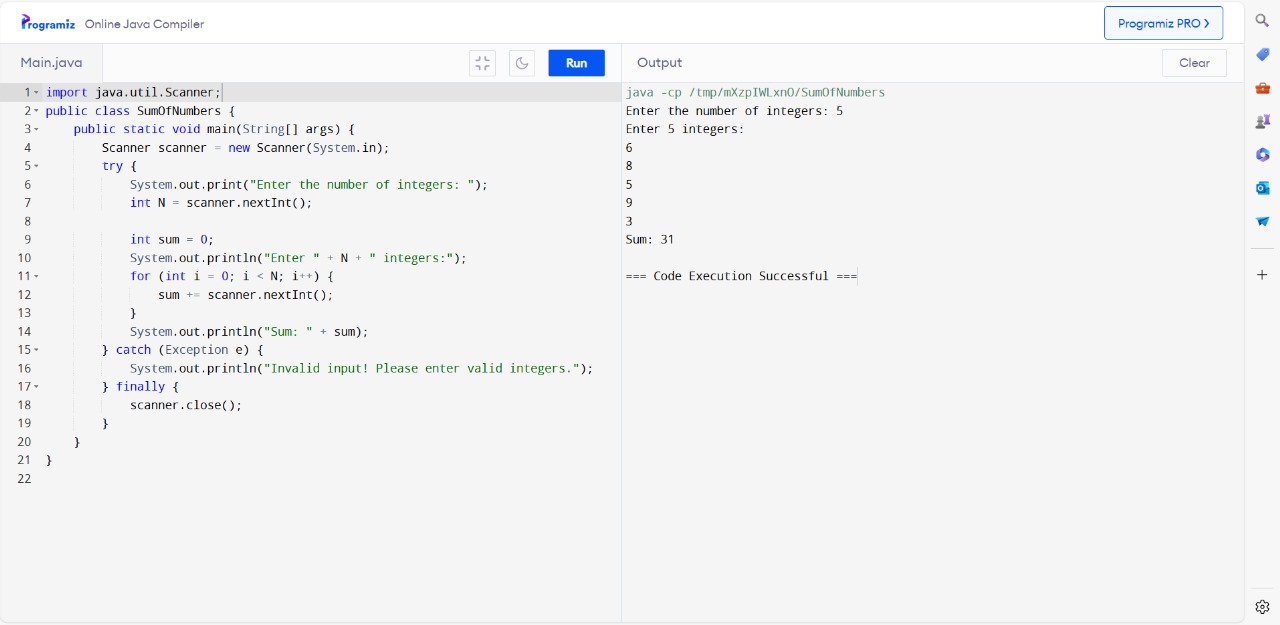 Programiz Online Java Compiler
Programiz PRO >
Main.java
Run
Output
Clear
1 import java.util.Scanner;
2 public class SumOfNumbers {
3     public static void main(String[] args) {
4         Scanner scanner = new Scanner(System.in);
5         try {
6             System.out.print("Enter the number of integers: ");
7             int N = scanner.nextInt();
8
9             int sum = 0;
10             System.out.println("Enter " + N + " integers:");
11             for (int i = 0; i < N; i++) {
12                 sum += scanner.nextInt();
13             }
14             System.out.println("Sum: " + sum);
15         } catch (Exception e) {
16             System.out.println("Invalid input! Please enter valid integers.");
17         } finally {
18             scanner.close();
19         }
20     }
21 }
22
java -cp /tmp/mXzpIWLxnO/SumOfNumbers
Enter the number of integers: 5
Enter 5 integers:
6
8
5
9
3
Sum: 31
=== Code Execution Successful ===